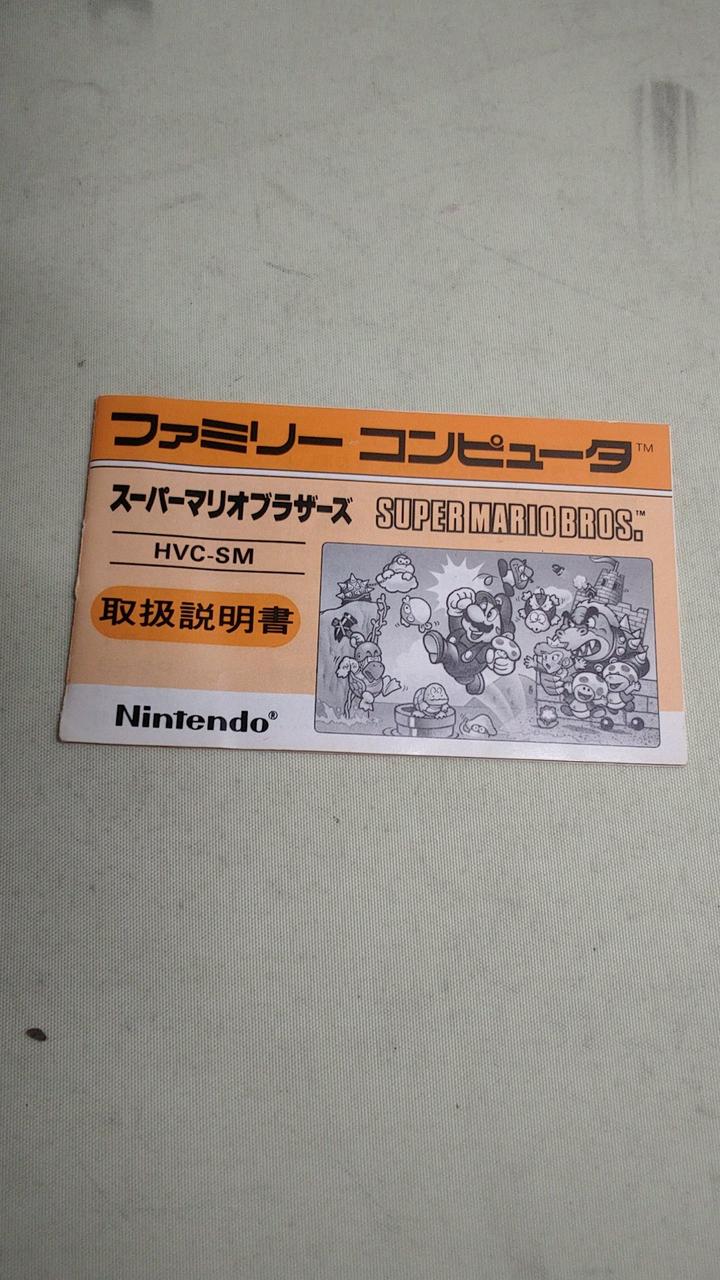 ファミリー コンピュータ™
スーパーマリオブラザーズ SUPER MARIO BROS.™
HVC-SM
取扱説明書
Nintendo®